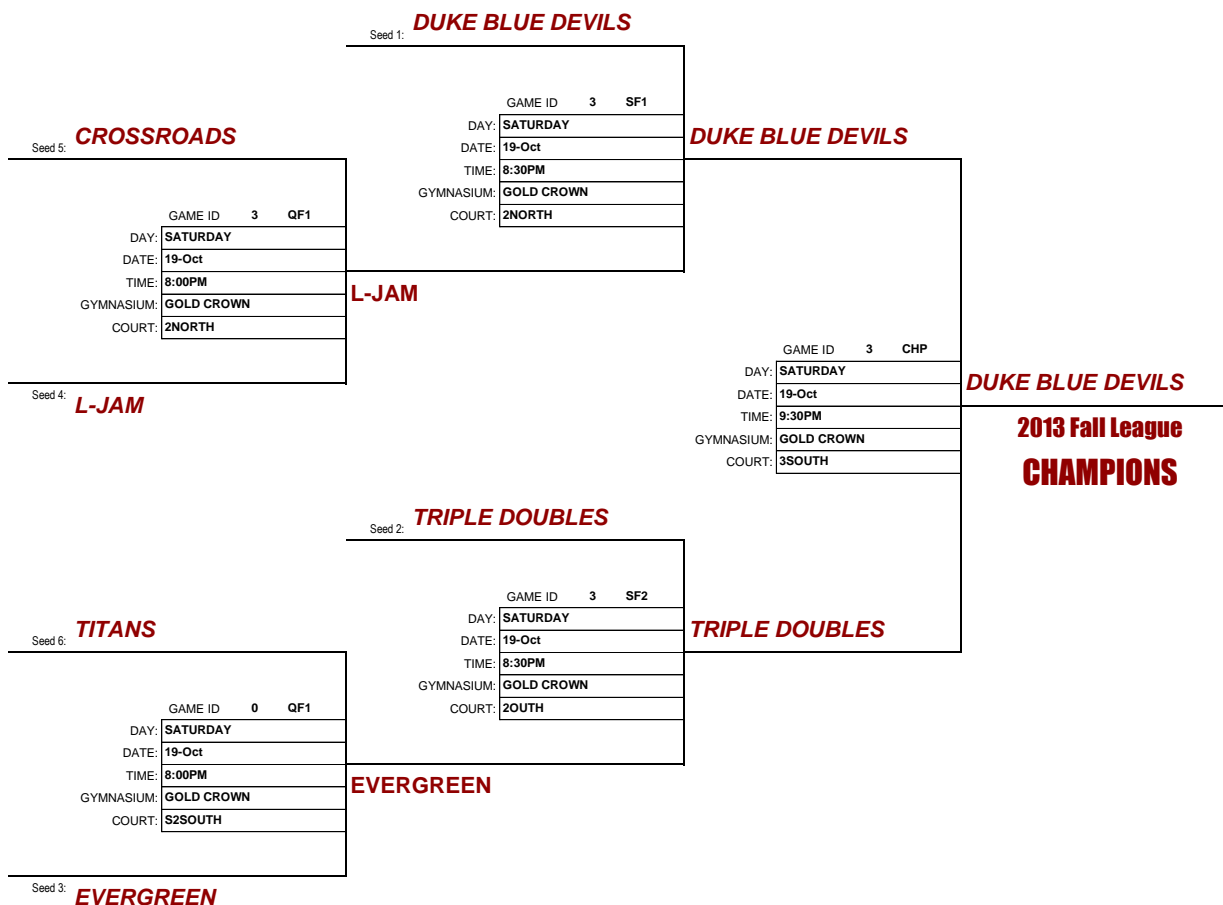 Seed 1: DUKE BLUE DEVILS
GAME ID 3 SF1
DAY: SATURDAY
DATE: 19-Oct
TIME: 8:30PM
GYMNASIUM: GOLD CROWN
COURT: 2NORTH
Seed 5: CROSSROADS
GAME ID 3 QF1
DAY: SATURDAY
DATE: 19-Oct
TIME: 8:00PM
GYMNASIUM: GOLD CROWN
COURT: 2NORTH
Seed 4: L-JAM
L-JAM
DUKE BLUE DEVILS
GAME ID 3 CHP
DAY: SATURDAY
DATE: 19-Oct
TIME: 9:30PM
GYMNASIUM: GOLD CROWN
COURT: 3SOUTH
DUKE BLUE DEVILS
2013 Fall League
CHAMPIONS
Seed 2: TRIPLE DOUBLES
GAME ID 3 SF2
DAY: SATURDAY
DATE: 19-Oct
TIME: 8:30PM
GYMNASIUM: GOLD CROWN
COURT: 2OUTH
TRIPLE DOUBLES
Seed 6: TITANS
GAME ID 0 QF1
DAY: SATURDAY
DATE: 19-Oct
TIME: 8:00PM
GYMNASIUM: GOLD CROWN
COURT: S2SOUTH
EVERGREEN
Seed 3: EVERGREEN